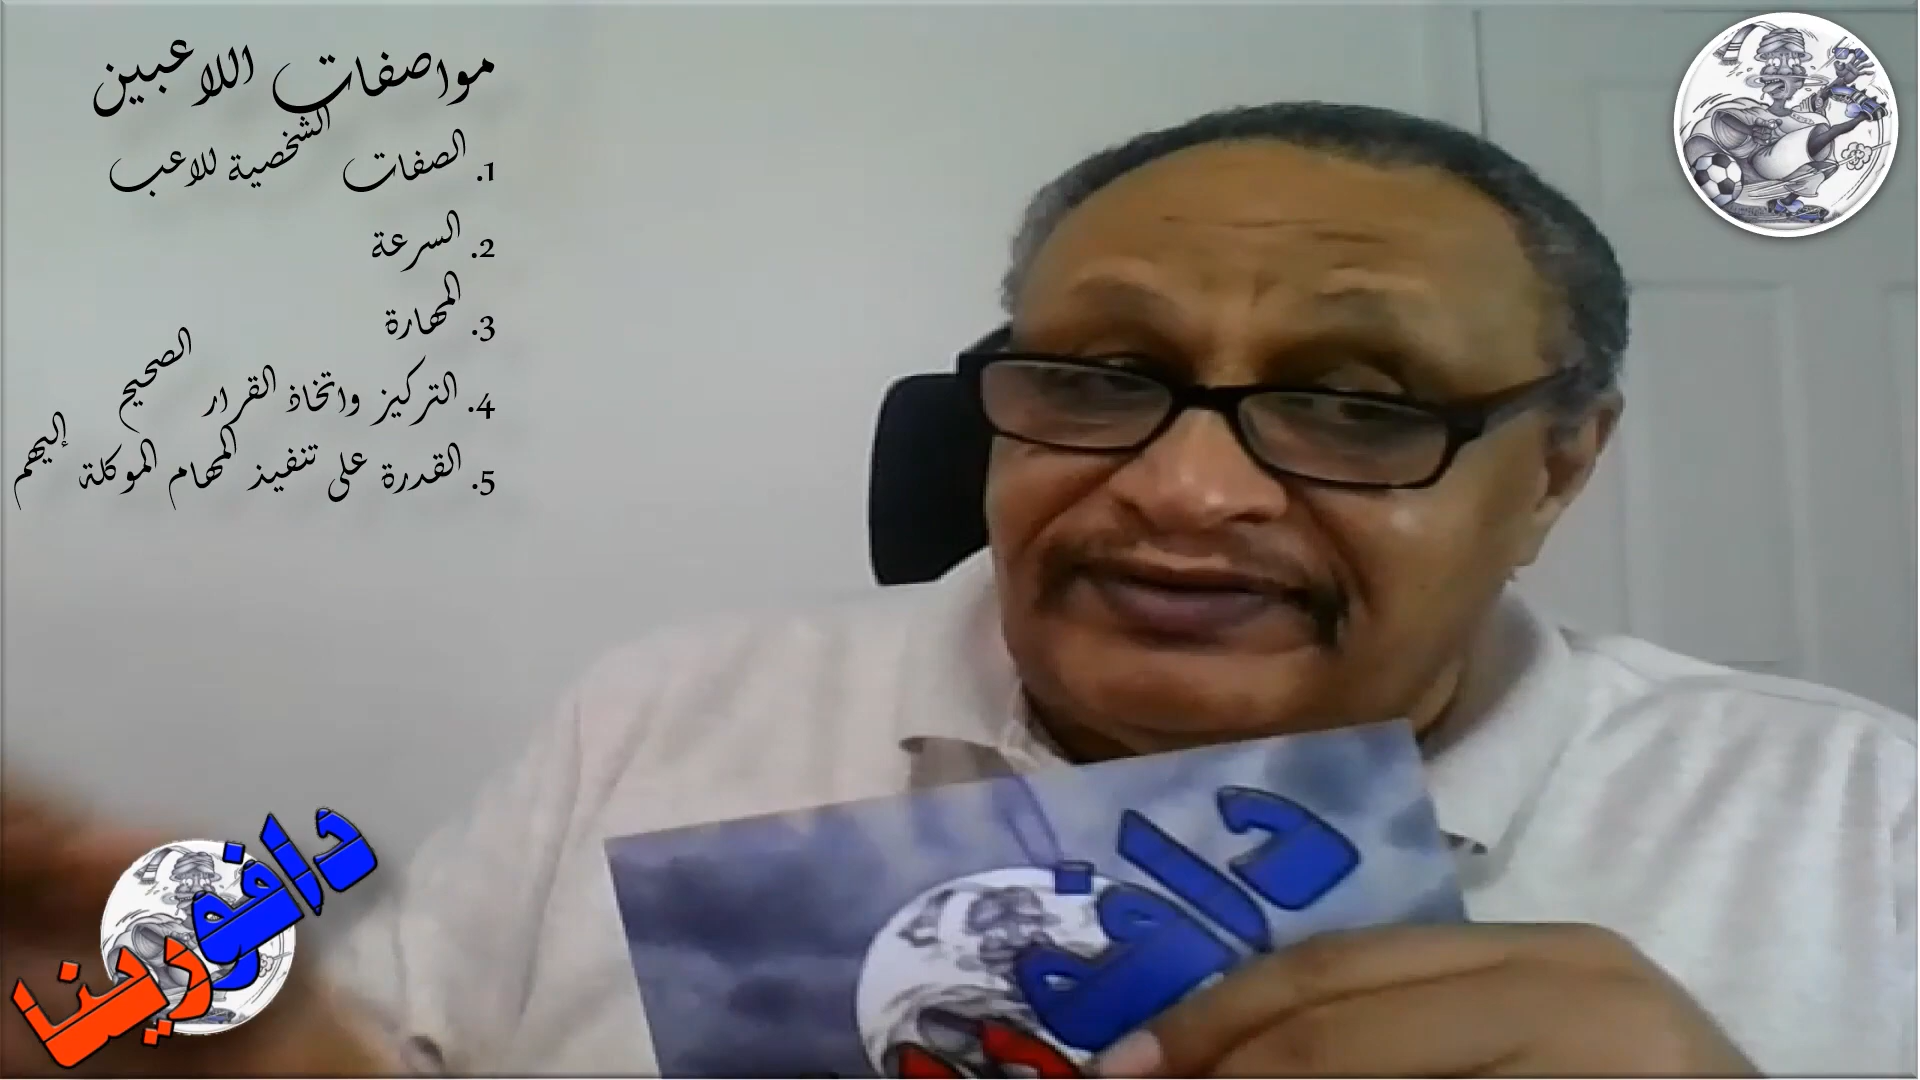 مواصفات اللاعبين
1. الصفات الشخصية للاعب
2. السرعة
3. المهارة
4. التركيز واتخاذ القرار الصحيح
5. القدرة على تنفيذ المهام الموكلة إليهم
دافورينا
دافو